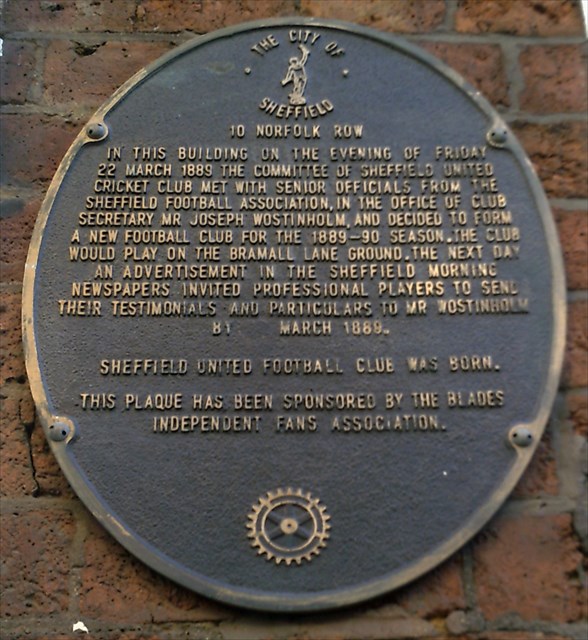 THE CITY OF
SHEFFIELD
10 NORFOLK ROW
IN THIS BUILDING ON THE EVENING OF FRIDAY
22 MARCH 1889 THE COMMITTEE OF SHEFFIELD UNITED
CRICKET CLUB MET WITH SENIOR OFFICIALS FROM THE
SHEFFIELD FOOTBALL ASSOCIATION, IN THE OFFICE OF CLUB
SECRETARY MR JOSEPH WOSTINHOLM, AND DECIDED TO FORM
A NEW FOOTBALL CLUB FOR THE 1889-90 SEASON. THE CLUB
WOULD PLAY ON THE BRAMALL LANE GROUND. THE NEXT DAY
AN ADVERTISEMENT IN THE SHEFFIELD MORNING
NEWSPAPERS INVITED PROFESSIONAL PLAYERS TO SEND
THEIR TESTIMONIALS AND PARTICULARS TO MR WOSTINHOLM
MARCH 1889.
SHEFFIELD UNITED FOOTBALL CLUB WAS BORN.
THIS PLAQUE HAS BEEN SPONSORED BY THE BLADES
INDEPENDENT FANS ASSOCIATION.